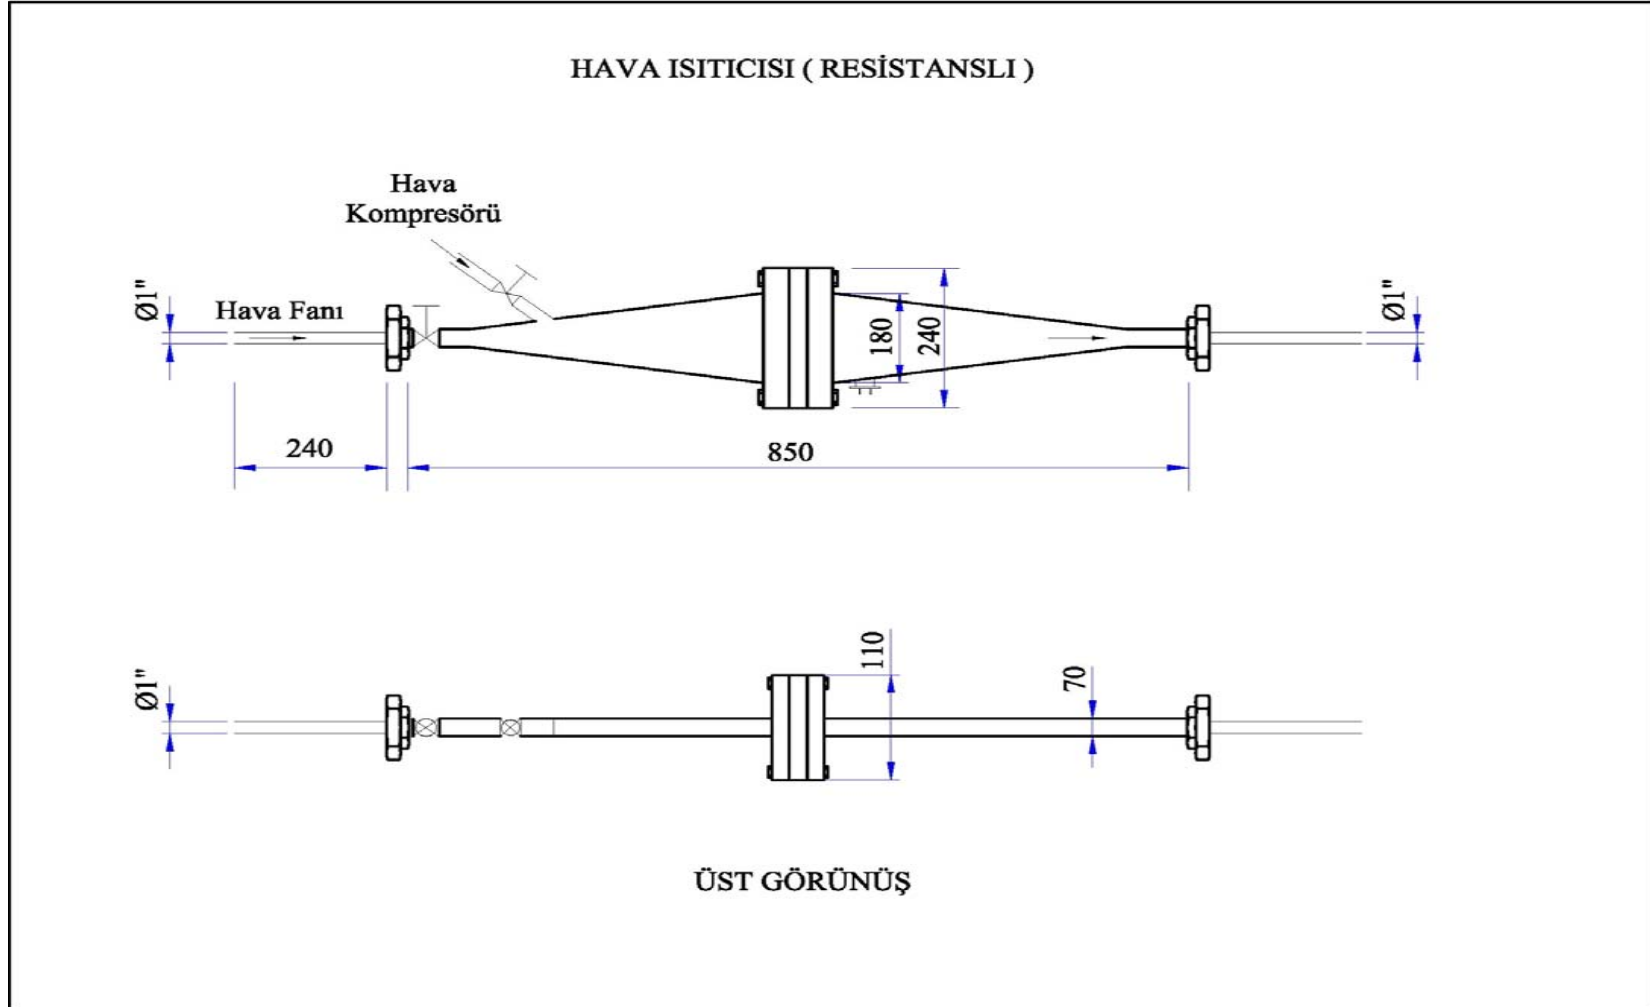 HAVA ISITICISI ( RESİSTANSLI )
Hava
Kompresörü
Ø1"
Hava Fanı
180
240
Ø1"
240
850
110
70
Ø1"
ÜST GÖRÜNÜŞ